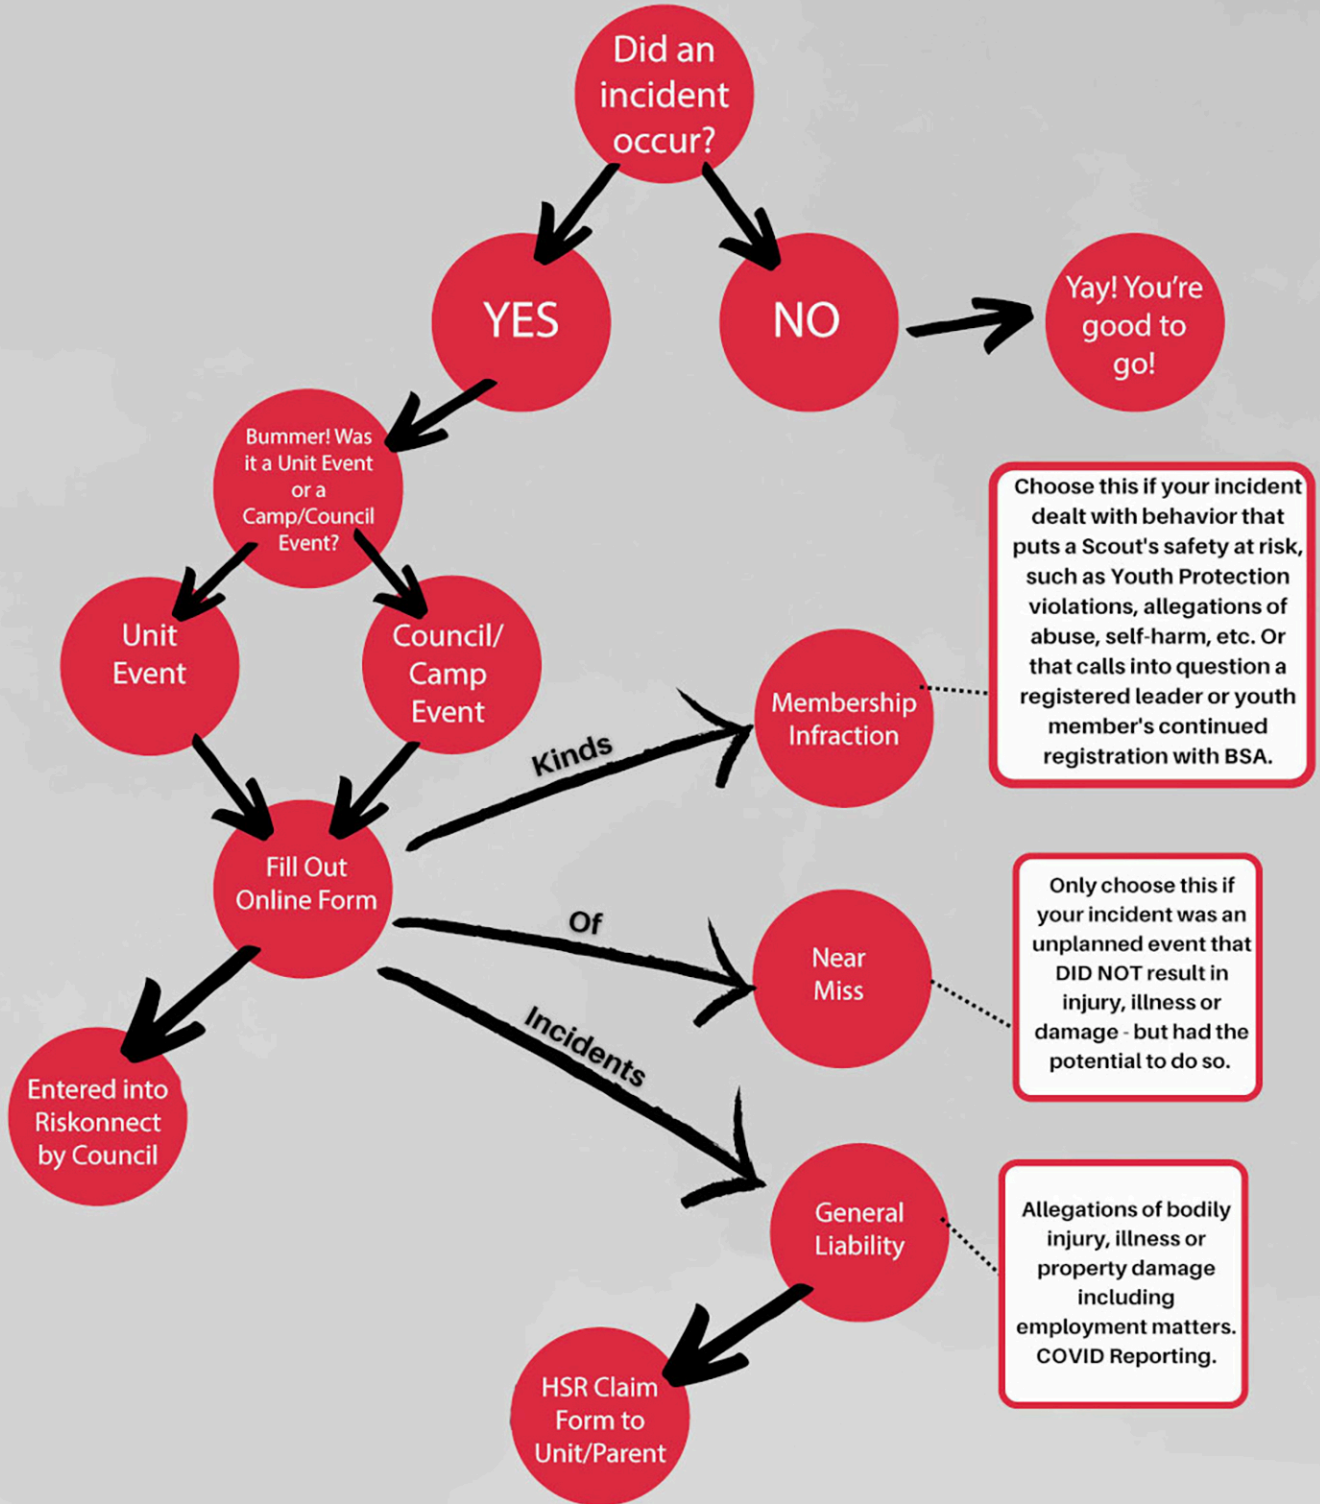 Did an
incident
occur?
YES
NO
Yay! You're
good to
go!
Bummer! Was
it a Unit Event
or a
Camp/Council
Event?
Unit
Event
Council/
Camp
Event
Fill Out
Online Form
Entered into
Riskonnect
by Council
Kinds
Of
Incidents
Membership
Infraction
Choose this if your incident
dealt with behavior that
puts a Scout's safety at risk,
such as Youth Protection
violations, allegations of
abuse, self-harm, etc. Or
that calls into question a
registered leader or youth
member's continued
registration with BSA.
Near
Miss
Only choose this if
your incident was an
unplanned event that
DID NOT result in
injury, illness or
damage - but had the
potential to do so.
General
Liability
Allegations of bodily
injury, illness or
property damage
including
employment matters.
COVID Reporting.
HSR Claim
Form to
Unit/Parent